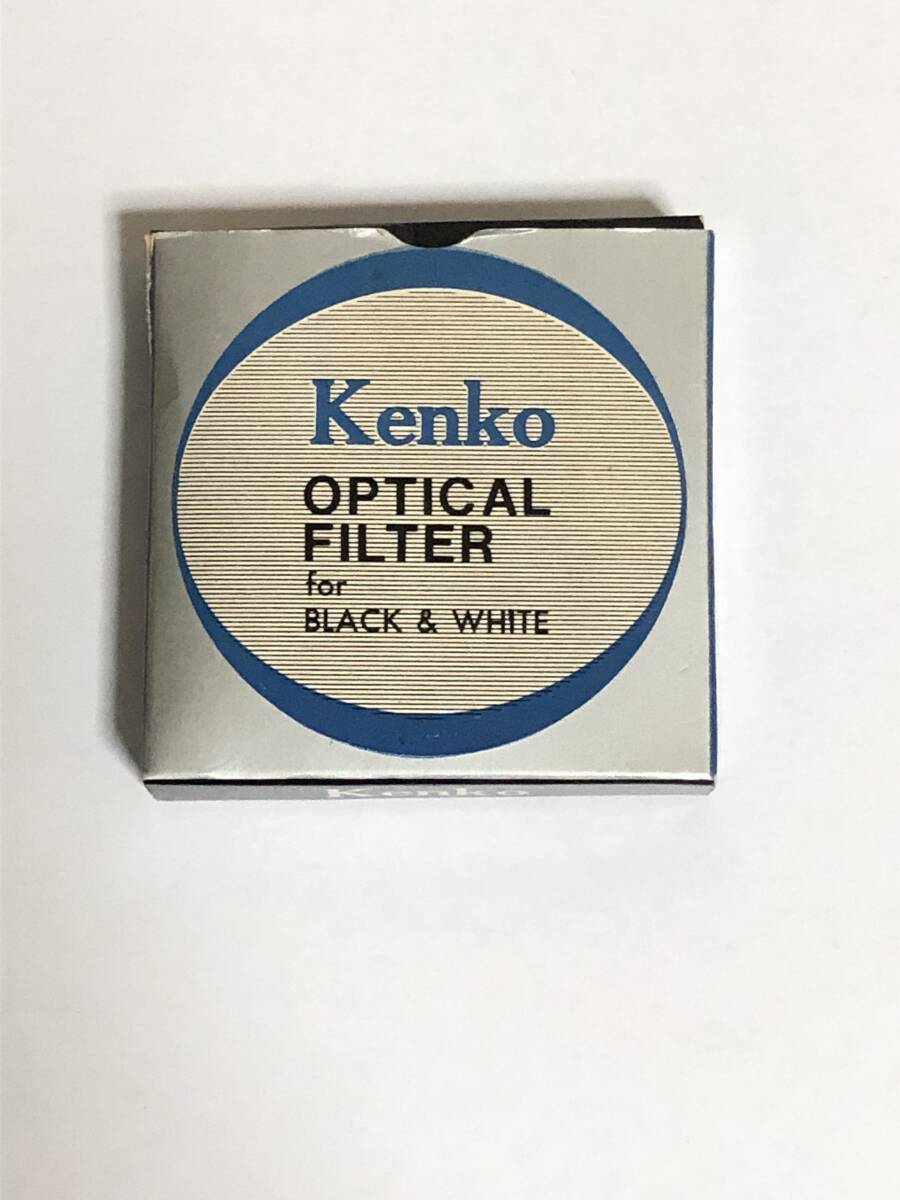 Kenko
OPTICAL
FILTER
for
BLACK & WHITE
Kenko